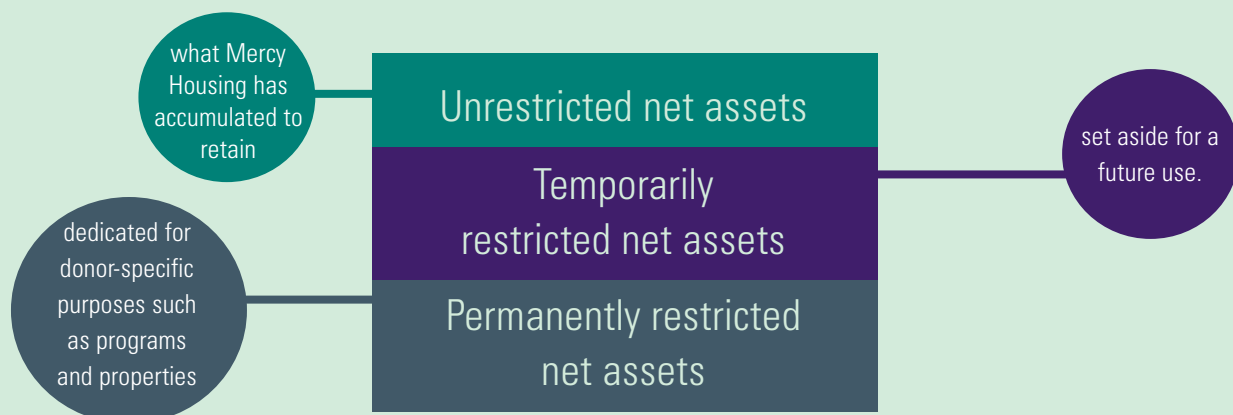 what Mercy
Housing has
accumulated to
retain
Unrestricted net assets
Temporarily
restricted net assets
set aside for a
future use.
dedicated for
donor-specific
purposes such
as programs
and properties
Permanently restricted
net assets